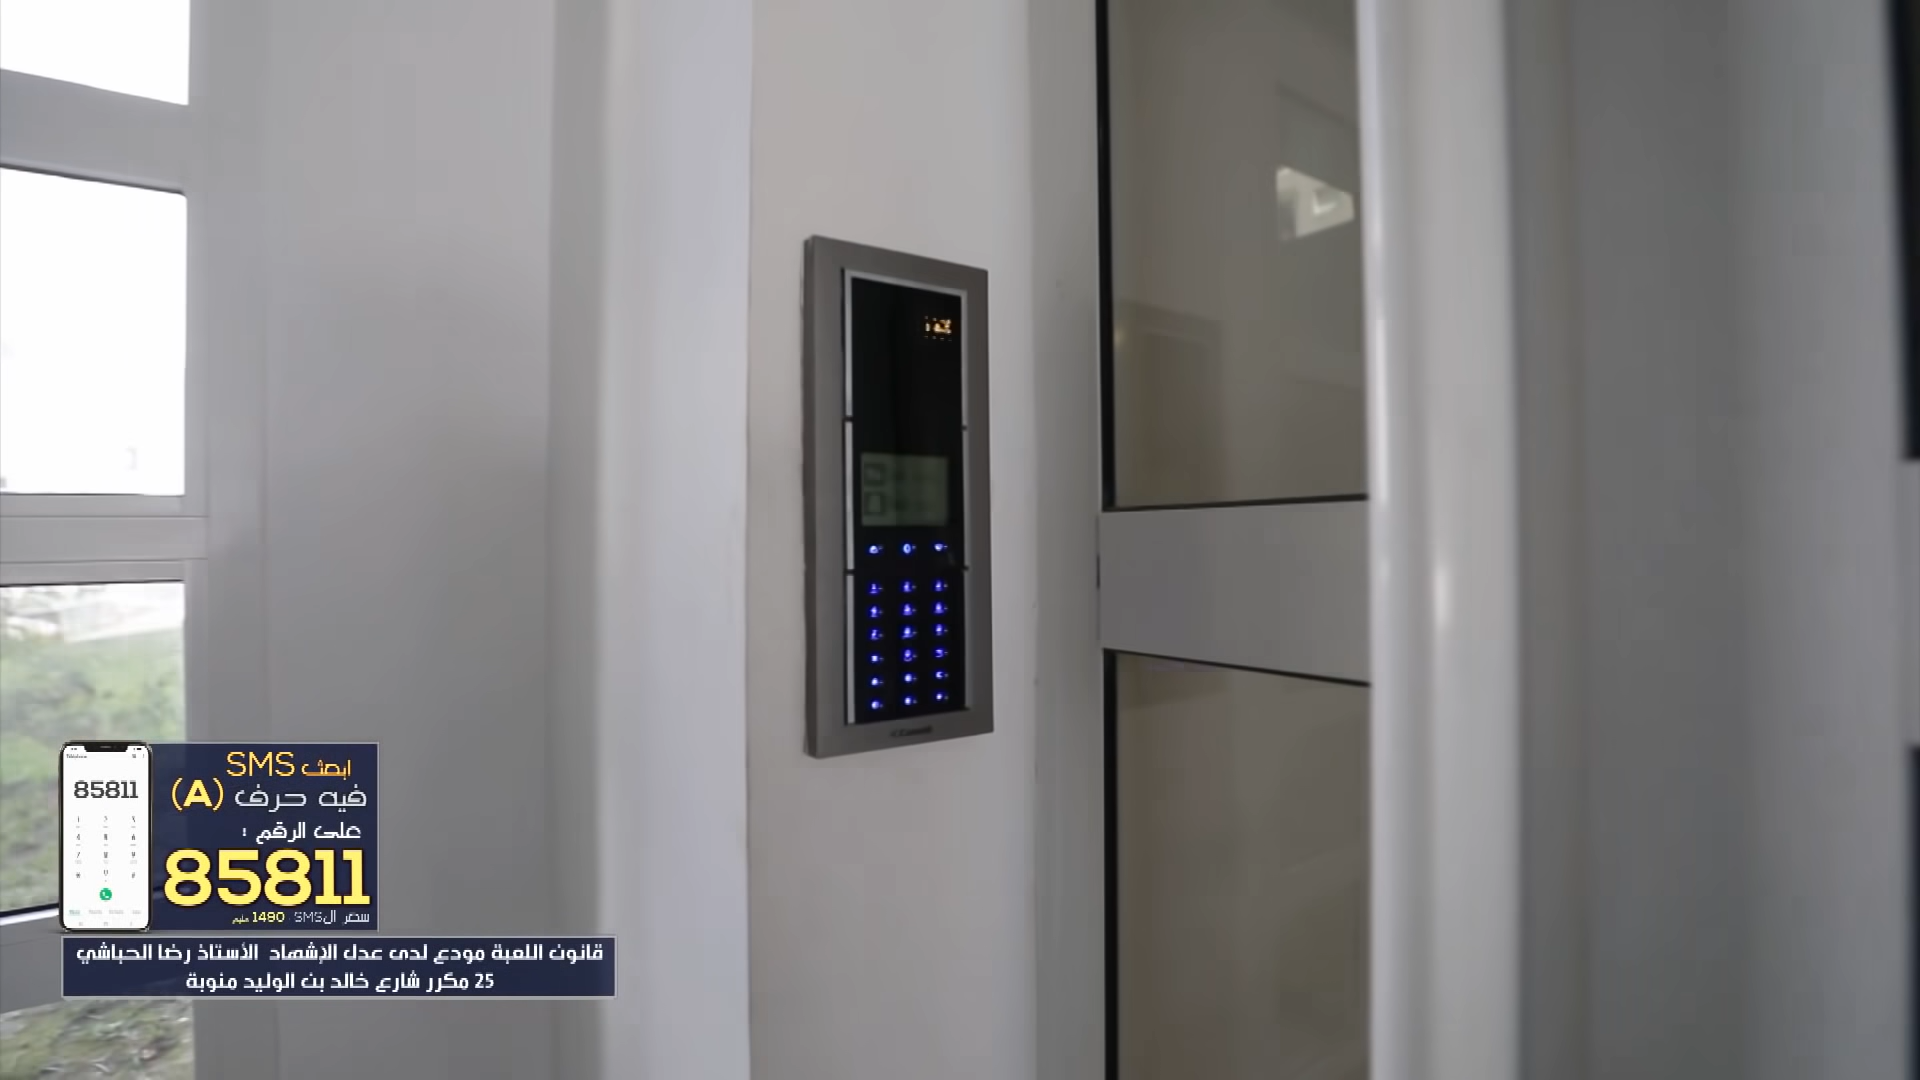 ابعث SMS
فيه حرف (A)
على الرقم :
85811
سعر الSMS 1490 مليم
85811
قانون اللعبة مودع لدى عدل الإشهاد الأستاذ رضا الحباشي
25 مكرر شارع خالد بن الوليد منوبة